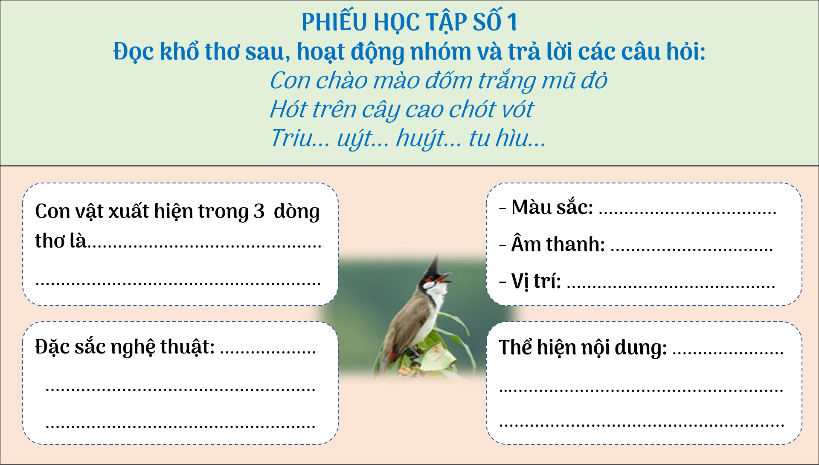 PHIẾU HỌC TẬP SỐ 1
Đọc khổ thơ sau, hoạt động nhóm và trả lời các câu hỏi:
Con chào mào đốm trắng mũ đỏ
Hót trên cây cao chót vót
Triu... uýt... huýt... tu hìu...
Con vật xuất hiện trong 3 dòng
thơ là..........................................
....................................................
- Màu sắc: ................................
- Âm thanh: .............................
- Vị trí: .....................................
Đặc sắc nghệ thuật: .................
................................................
................................................
Thể hiện nội dung: ....................
...................................................
...................................................